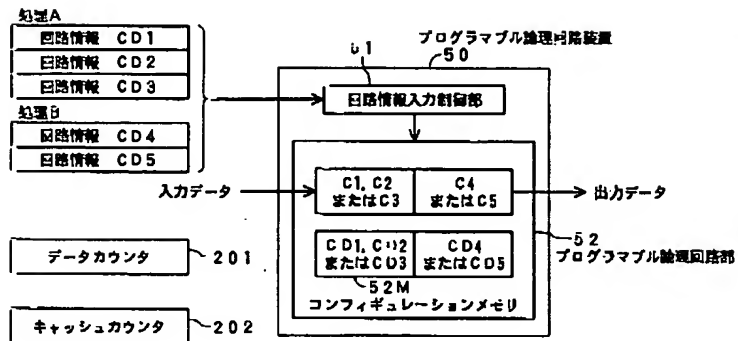 処理A
回路情報 CD1
回路情報 CD2
回路情報 CD3
処理B
回路情報 CD4
回路情報 CD5
プログラマブル論理回路装置
50
51
回路情報入力制御部
入力データ
C1, C2
またはC3
C4
またはC5
出力データ
CD1, CD2
またはCD3
CD4
またはCD5
52M
コンフィギュレーションメモリ
52
プログラマブル論理回路部
データカウンタ
201
キャッシュカウンタ
202